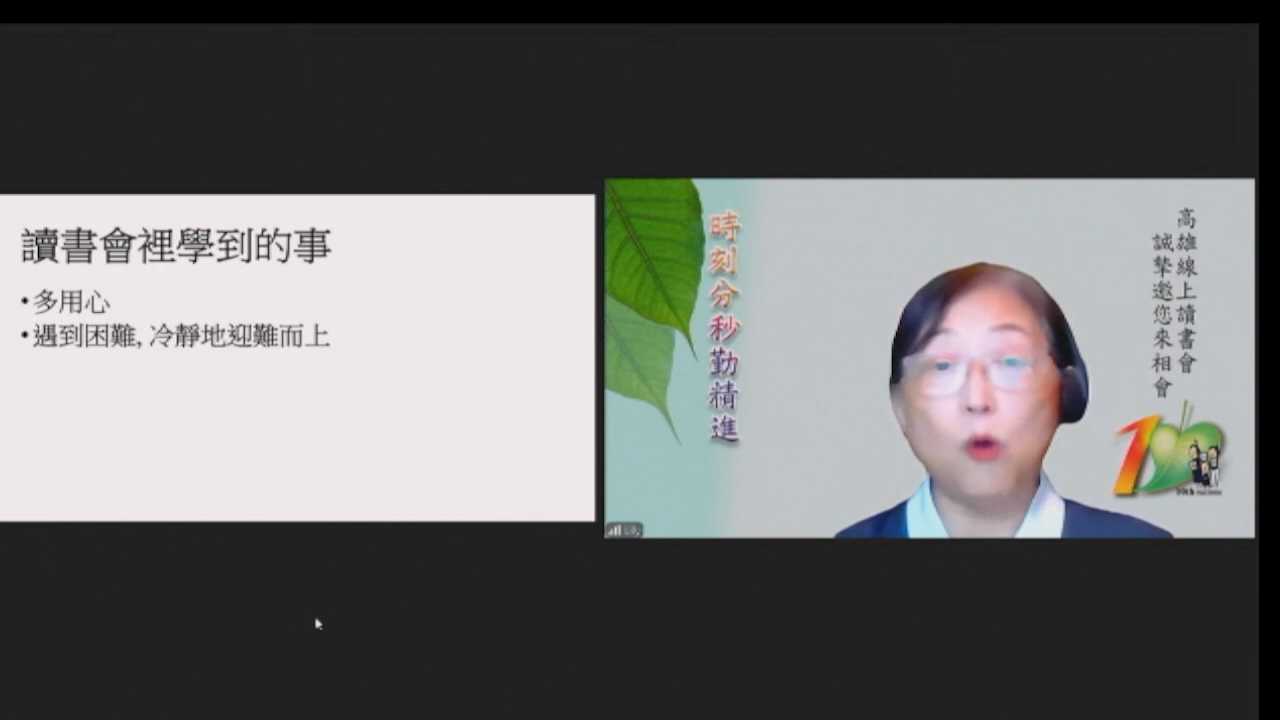 讀書會裡學到的事
•多用心
•遇到困難, 冷靜地迎難而上
時刻分秒勤精進
高雄線上讀書會
誠摯邀您來相會
10